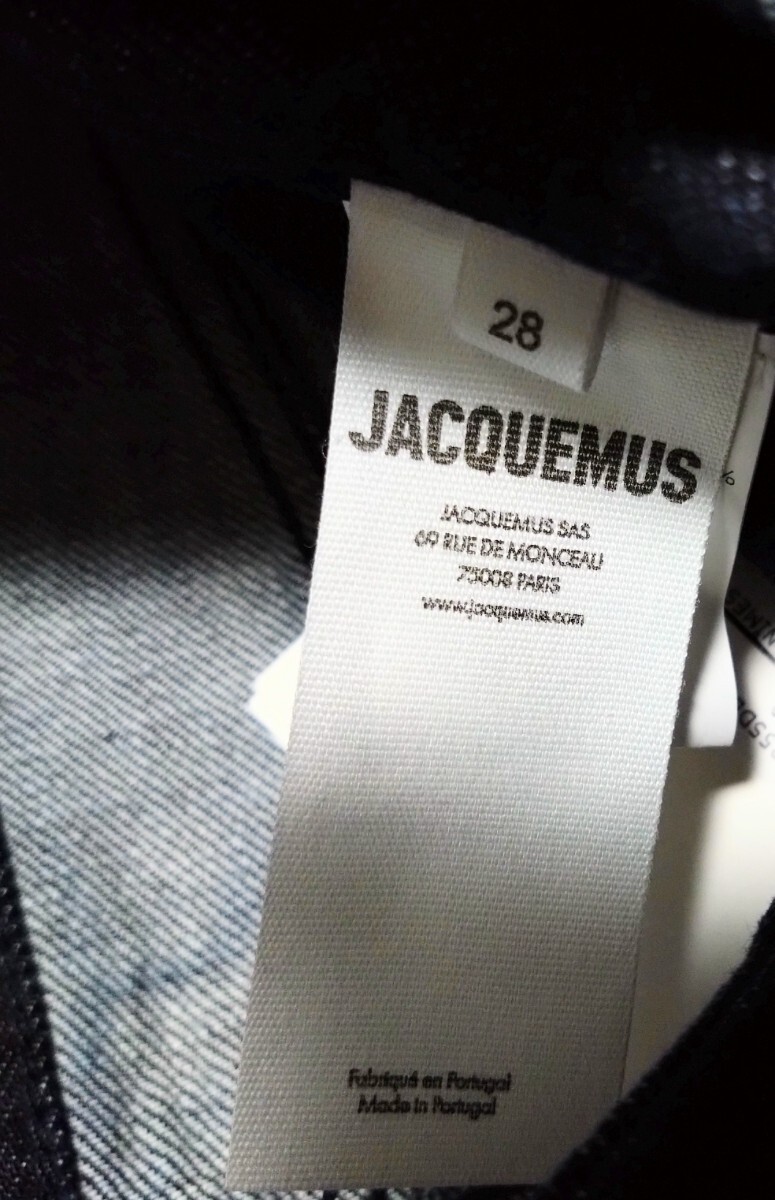 28
JACQUEMUS
JACQUEMUS SAS
69 RUE DE MONCEAU
75008 PARIS
www.jacquemus.com
Fabriqué en Portugal
Made in Portugal